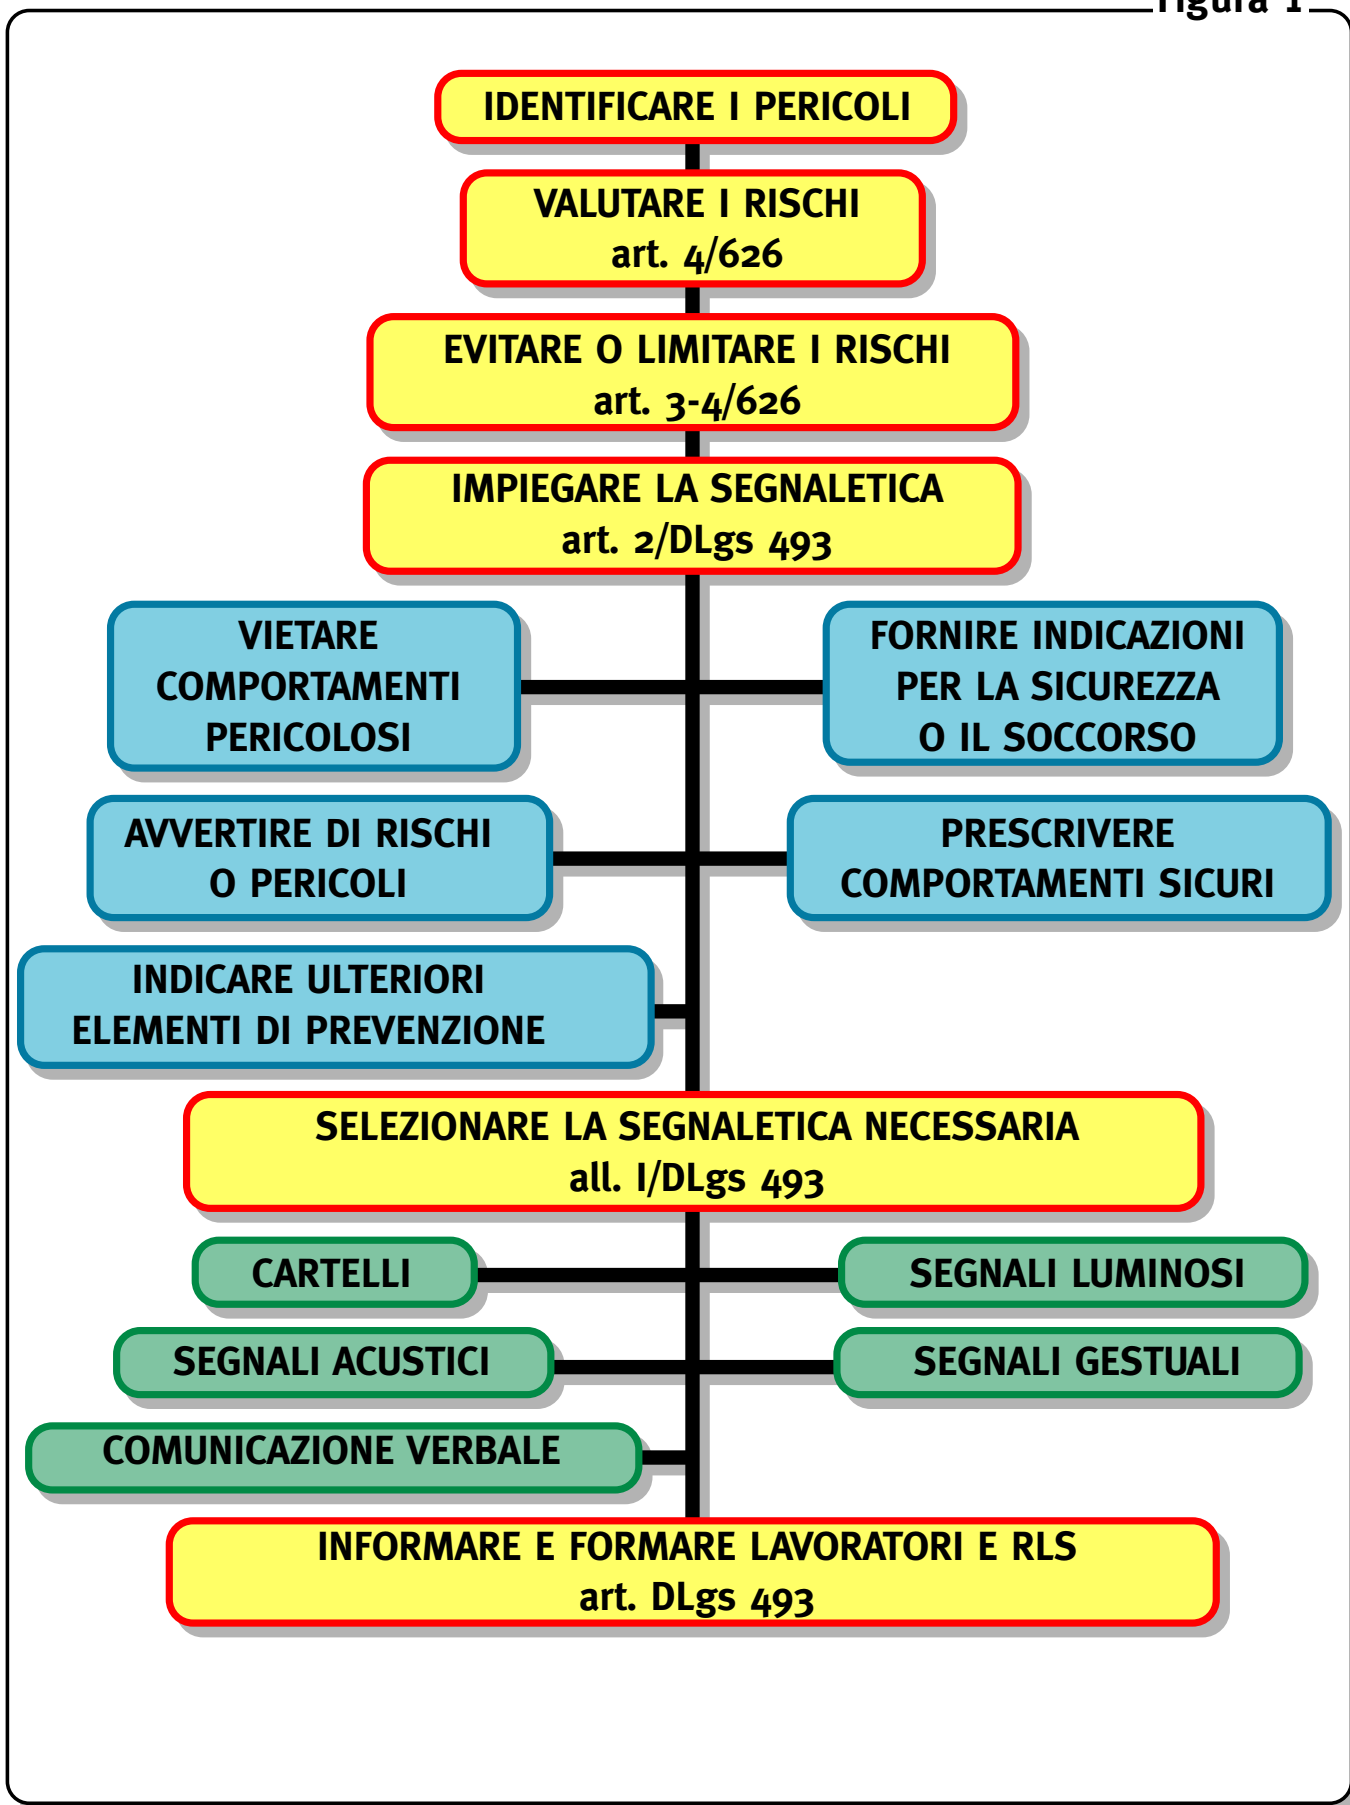 Figura 1
IDENTIFICARE I PERICOLI
VALUTARE I RISCHI
art. 4/626
EVITARE O LIMITARE I RISCHI
art. 3-4/626
IMPIEGARE LA SEGNALETICA
art. 2/DLgs 493
VIETARE
COMPORTAMENTI
PERICOLOSI
FORNIRE INDICAZIONI
PER LA SICUREZZA
O IL SOCCORSO
AVVERTIRE DI RISCHI
O PERICOLI
PRESCRIVERE
COMPORTAMENTI SICURI
INDICARE ULTERIORI
ELEMENTI DI PREVENZIONE
SELEZIONARE LA SEGNALETICA NECESSARIA
all. I/DLgs 493
CARTELLI
SEGNALI LUMINOSI
SEGNALI ACUSTICI
SEGNALI GESTUALI
COMUNICAZIONE VERBALE
INFORMARE E FORMARE LAVORATORI E RLS
art. DLgs 493